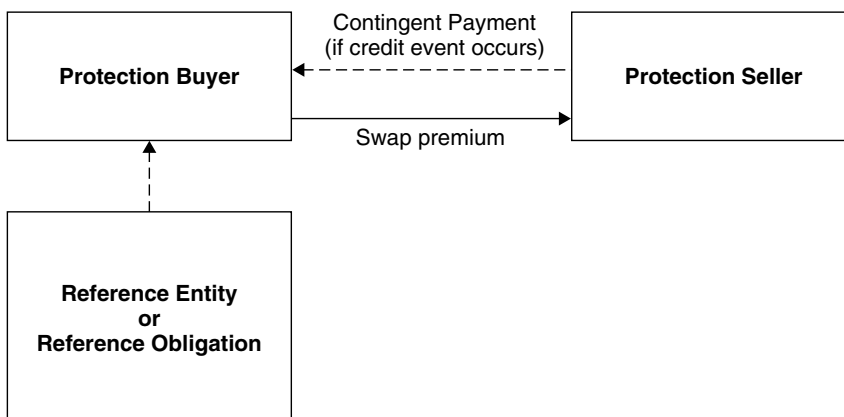 Contingent Payment
(if credit event occurs)
Protection Buyer
Protection Seller
Swap premium
Reference Entity
or
Reference Obligation